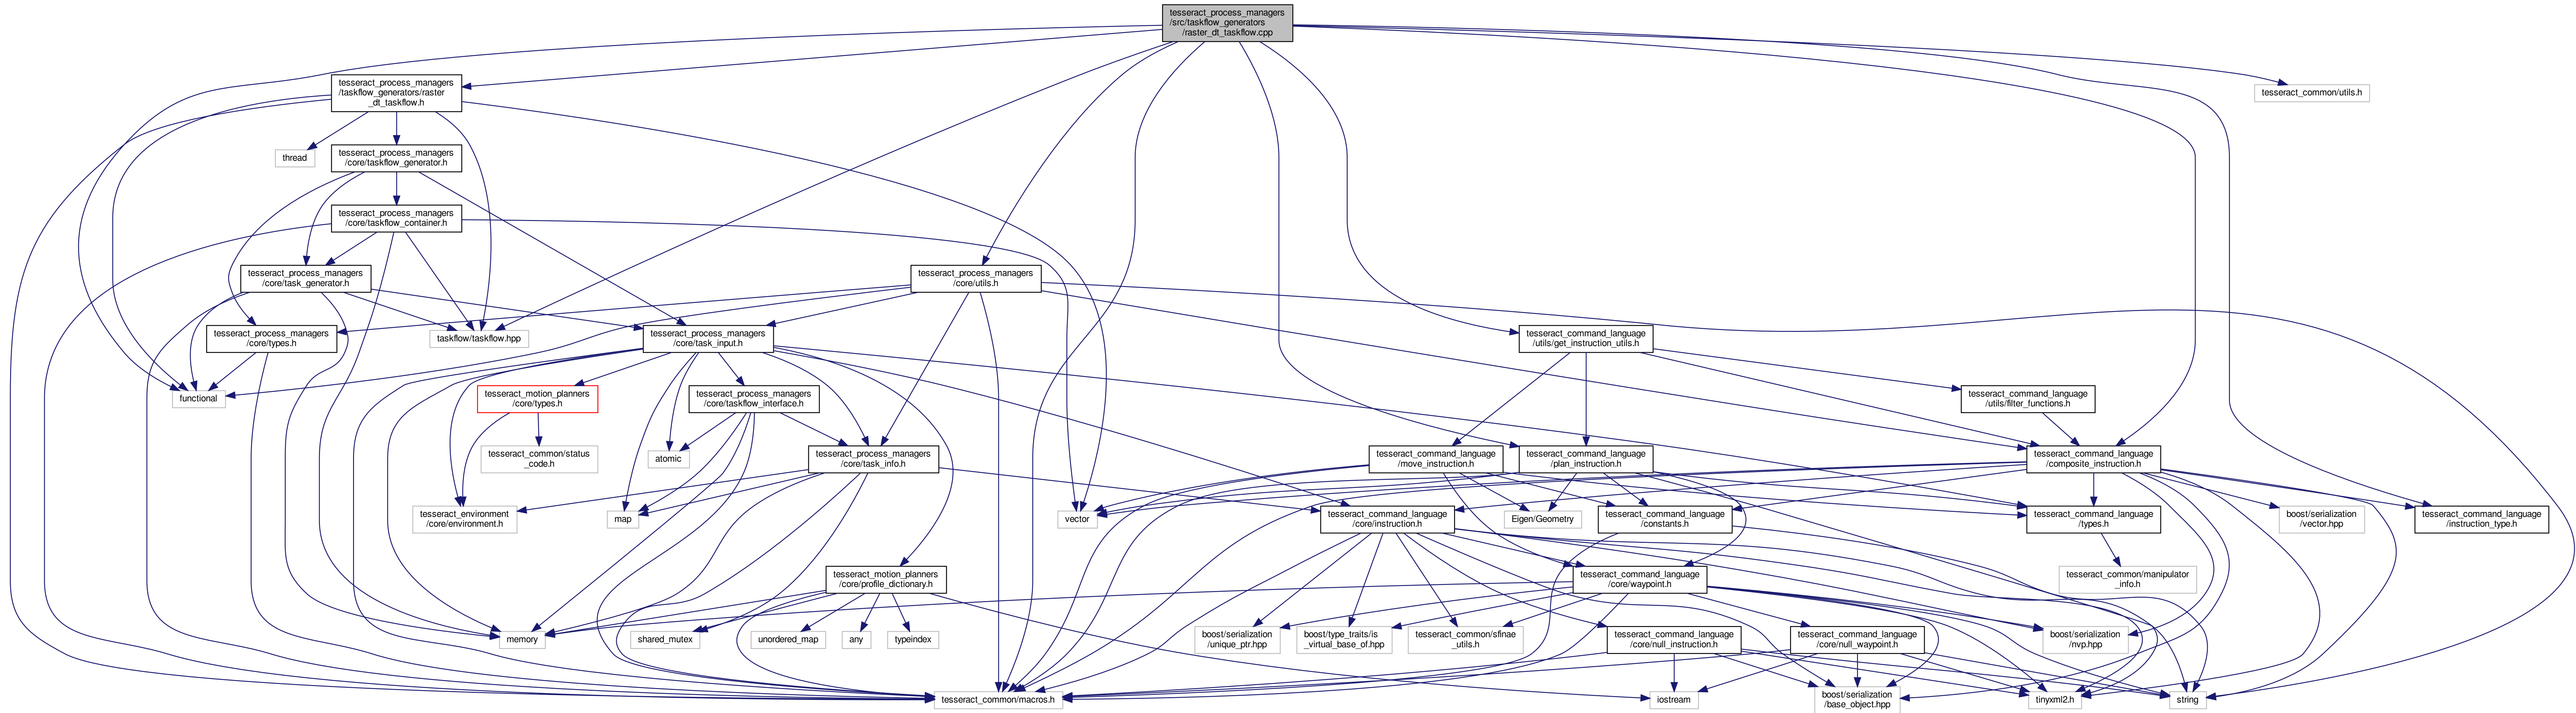 tesseract_process_managers
/src/taskflow_generators
/raster_dt_taskflow.cpp
tesseract_process_managers
/taskflow_generators/raster
_dt_taskflow.h
tesseract_common/utils.h
thread
tesseract_process_managers
/core/taskflow_generator.h
tesseract_process_managers
/core/taskflow_container.h
tesseract_process_managers
/core/task_generator.h
tesseract_process_managers
/core/utils.h
tesseract_process_managers
/core/types.h
taskflow/taskflow.hpp
tesseract_process_managers
/core/task_input.h
tesseract_command_language
/utils/get_instruction_utils.h
functional
tesseract_motion_planners
/core/types.h
tesseract_process_managers
/core/taskflow_interface.h
tesseract_command_language
/utils/filter_functions.h
tesseract_common/status
_code.h
atomic
tesseract_process_managers
/core/task_info.h
tesseract_command_language
/move_instruction.h
tesseract_command_language
/plan_instruction.h
tesseract_command_language
/composite_instruction.h
tesseract_environment
/core/environment.h
map
vector
tesseract_command_language
/core/instruction.h
Eigen/Geometry
tesseract_command_language
/constants.h
tesseract_command_language
/types.h
boost/serialization
/vector.hpp
tesseract_command_language
/instruction_type.h
tesseract_motion_planners
/core/profile_dictionary.h
tesseract_command_language
/core/waypoint.h
tesseract_common/manipulator
_info.h
memory
shared_mutex
unordered_map
any
typeindex
boost/serialization
/unique_ptr.hpp
boost/type_traits/is
_virtual_base_of.hpp
tesseract_common/sfinae
_utils.h
tesseract_command_language
/core/null_instruction.h
tesseract_command_language
/core/null_waypoint.h
boost/serialization
/nvp.hpp
tesseract_common/macros.h
iostream
boost/serialization
/base_object.hpp
tinyxml2.h
string